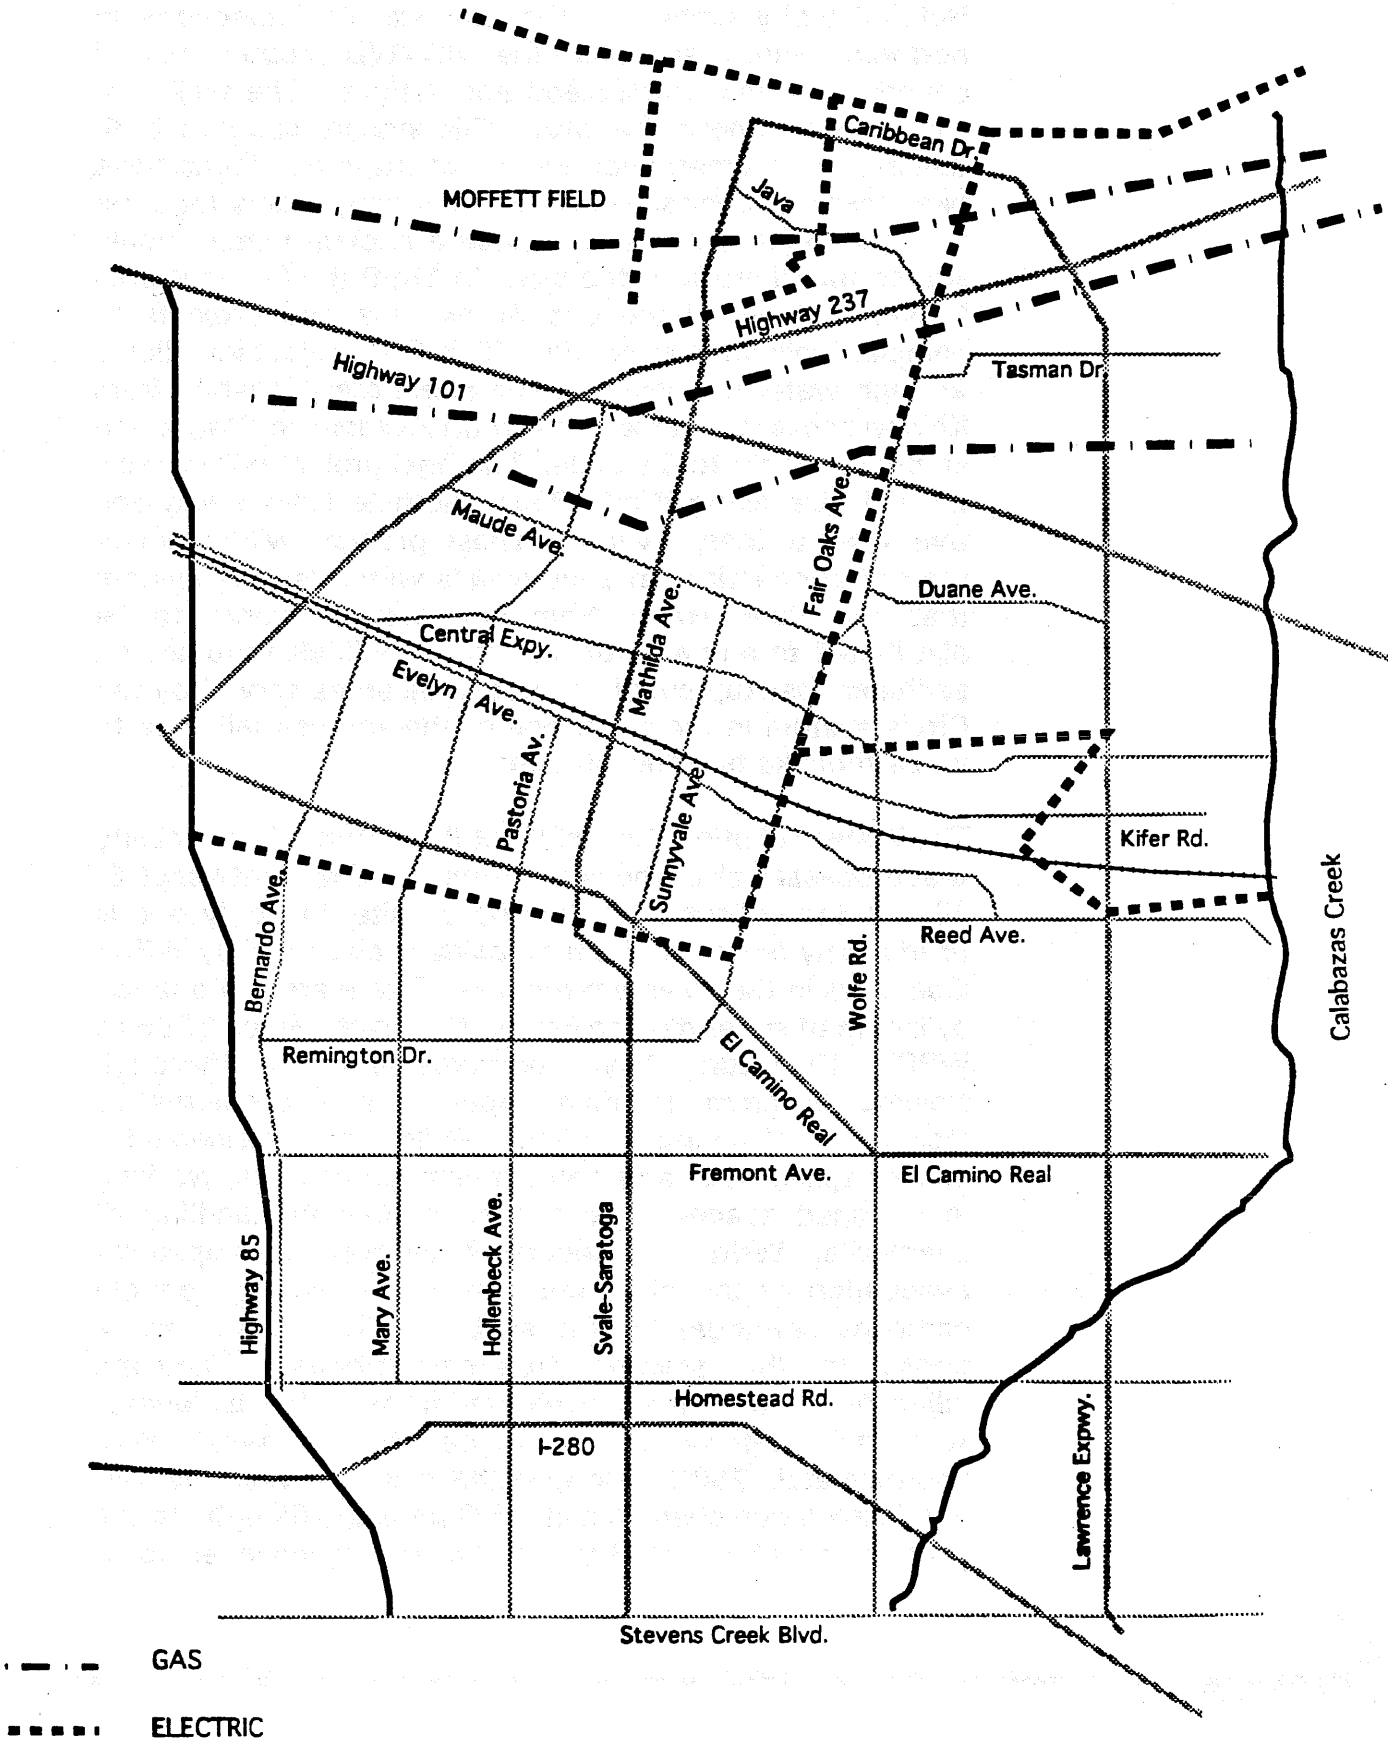 Caribbean Dr.
Java
MOFFETT FIELD
Highway 237
Highway 101
Tasman Dr.
Maude Ave.
Fair Oaks Ave.
Duane Ave.
Central Expy.
Mathilda Ave.
Evelyn Ave.
Pastoria Av.
Sunnyvale Ave.
Kifer Rd.
Calabazas Creek
Bernardo Ave.
Reed Ave.
Wolfe Rd.
Remington Dr.
El Camino Real
Fremont Ave.
El Camino Real
Highway 85
Mary Ave.
Hollenbeck Ave.
Svale-Saratoga
Homestead Rd.
I-280
Lawrence Expwy.
Stevens Creek Blvd.
GAS
ELECTRIC